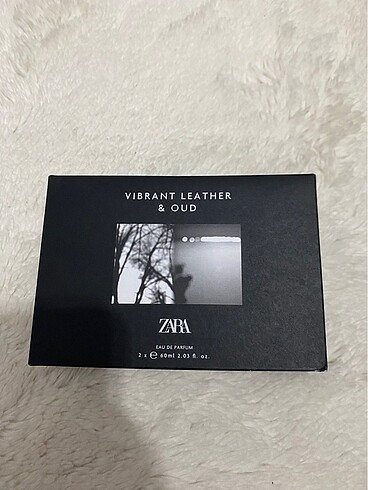 VIBRANT LEATHER
& OUD
ZARA
EAU DE PARFUM
2 x ℮ 60ml 2.03 fl. oz.